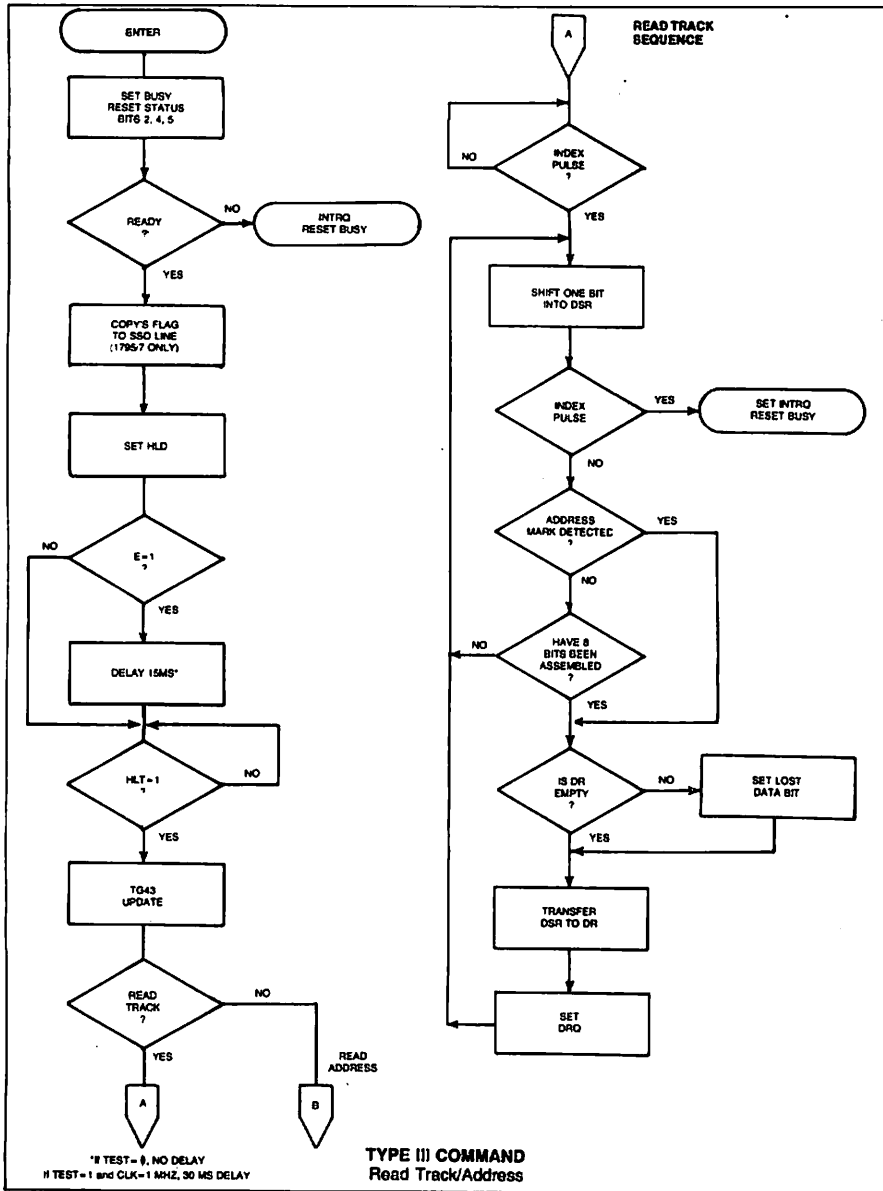 ENTER
SET BUSY
RESET STATUS
BITS 2, 4, 5
READY
?
NO
INTRQ
RESET BUSY
YES
COPY'S FLAG
TO SSO LINE
(1795/7 ONLY)
SET HLD
E=1
?
NO
YES
DELAY 15MS*
HLT=1
?
NO
YES
TG43
UPDATE
READ
TRACK
?
NO
YES
READ
ADDRESS
A
B
*If TEST=φ, NO DELAY
If TEST=1 and CLK=1 MHZ, 30 MS DELAY
A
READ TRACK
SEQUENCE
INDEX
PULSE
?
NO
YES
SHIFT ONE BIT
INTO DSR
INDEX
PULSE
YES
SET INTRQ
RESET BUSY
NO
ADDRESS
MARK DETECTED
?
YES
NO
HAVE 8
BITS BEEN
ASSEMBLED
?
NO
YES
IS DR
EMPTY
?
NO
SET LOST
DATA BIT
YES
TRANSFER
DSR TO DR
SET
DRQ
TYPE III COMMAND
Read Track/Address